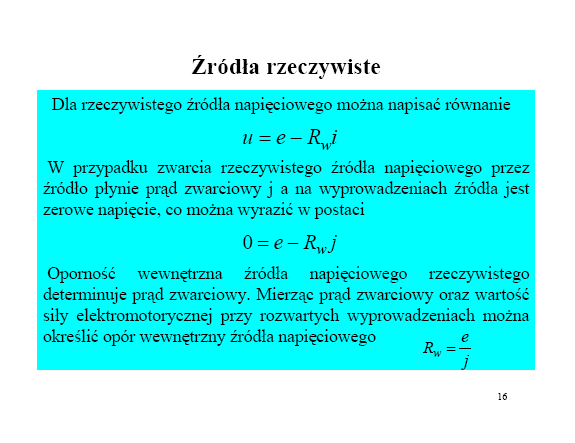 Źródła rzeczywiste
Dla rzeczywistego źródła napięciowego można napisać równanie
u = e − R_w i
W przypadku zwarcia rzeczywistego źródła napięciowego przez
źródło płynie prąd zwarciowy j a na wyprowadzeniach źródła jest
zerowe napięcie, co można wyrazić w postaci
0 = e − R_w j
Oporność wewnętrzna źródła napięciowego rzeczywistego
determinuje prąd zwarciowy. Mierząc prąd zwarciowy oraz wartość
siły elektromotorycznej przy rozwartych wyprowadzeniach można
określić opór wewnętrzny źródła napięciowego R_w = e/j
16